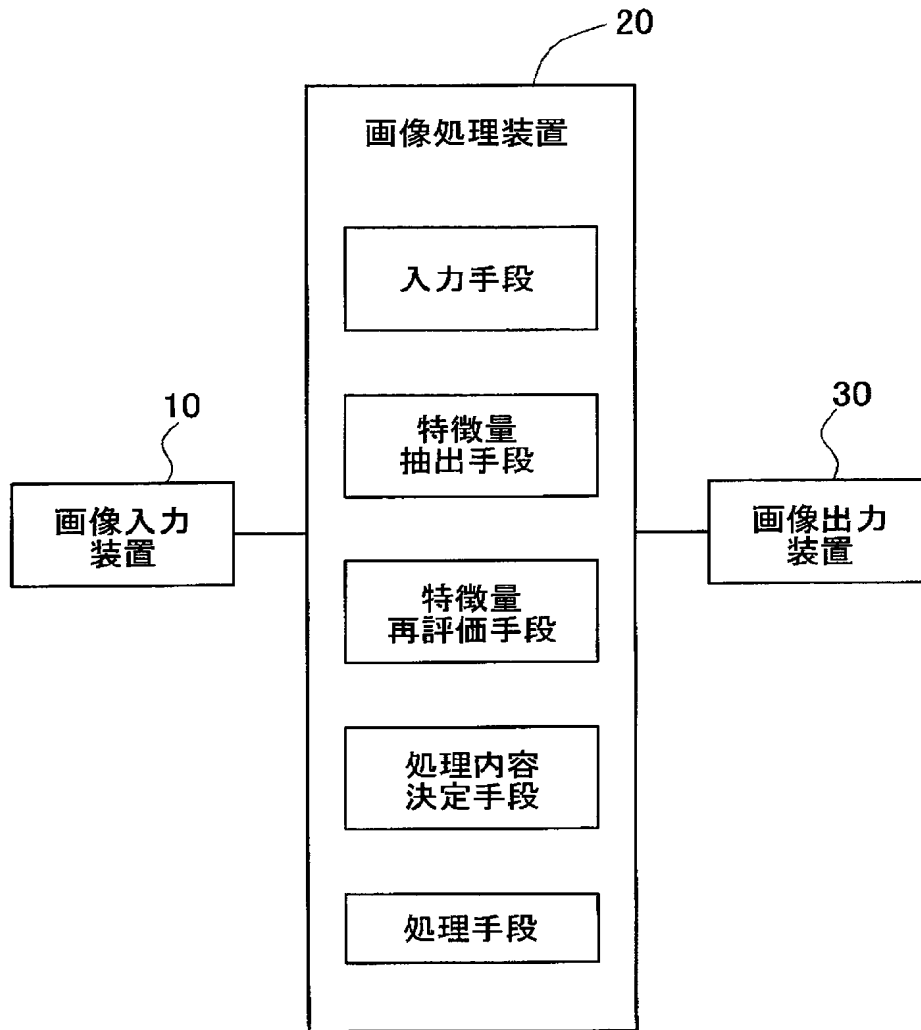 20
画像処理装置
入力手段
特徴量
抽出手段
10
画像入力
装置
30
画像出力
装置
特徴量
再評価手段
処理内容
決定手段
処理手段